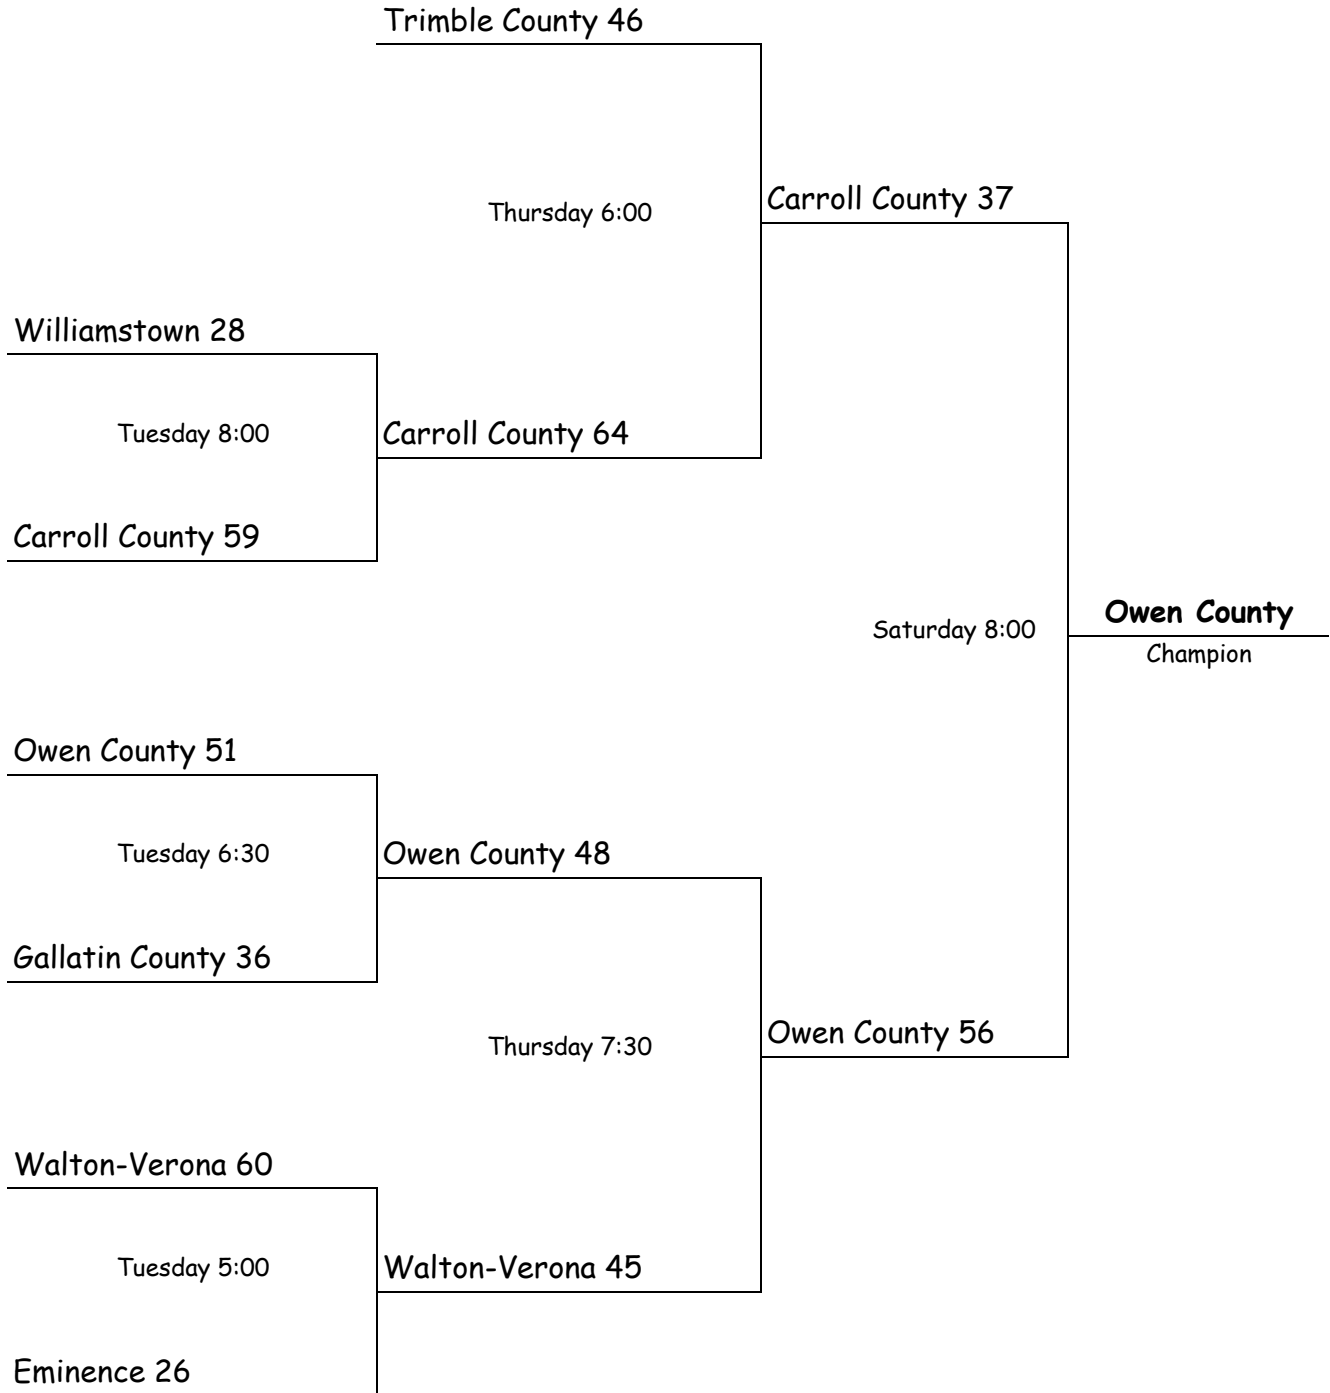 Trimble County 46
Thursday 6:00
Carroll County 37
Williamstown 28
Tuesday 8:00
Carroll County 64
Carroll County 59
Saturday 8:00
Owen County
Champion
Owen County 51
Tuesday 6:30
Owen County 48
Gallatin County 36
Thursday 7:30
Owen County 56
Walton-Verona 60
Tuesday 5:00
Walton-Verona 45
Eminence 26